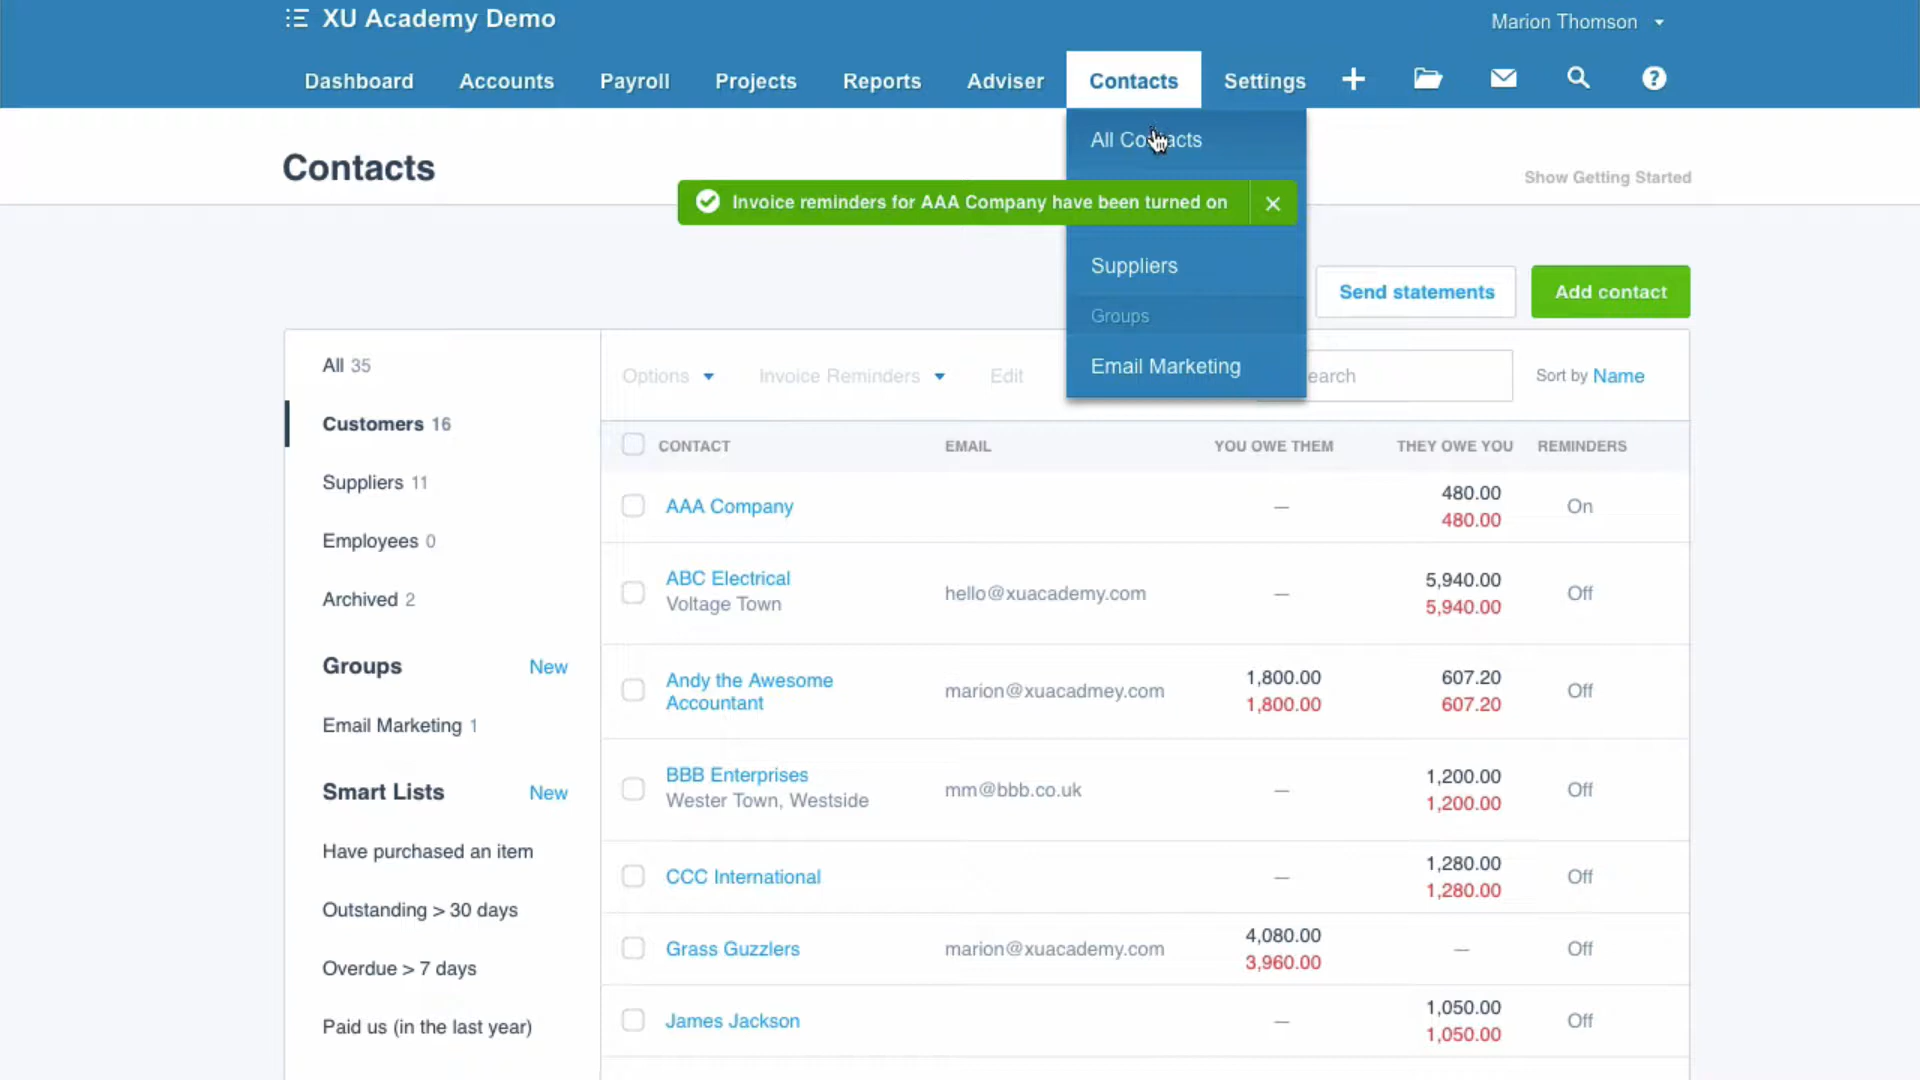 XU Academy Demo
Marion Thomson
Dashboard Accounts Payroll Projects Reports Adviser Contacts Settings
All Contacts
Contacts
Show Getting Started
Invoice reminders for AAA Company have been turned on
Suppliers
Send statements Add contact
Groups
Email Marketing
All 35
Options Invoice Reminders Edit earch Sort by Name
Customers 16
CONTACT EMAIL YOU OWE THEM THEY OWE YOU REMINDERS
Suppliers 11
AAA Company — 480.00 On
480.00
Employees 0
ABC Electrical hello@xuacademy.com — 5,940.00 Off
Voltage Town 5,940.00
Archived 2
Groups New
Andy the Awesome marion@xuacadmey.com 1,800.00 607.20 Off
Accountant 1,800.00 607.20
Email Marketing 1
BBB Enterprises mm@bbb.co.uk — 1,200.00 Off
Wester Town, Westside 1,200.00
Smart Lists New
Have purchased an item
CCC International — 1,280.00 Off
1,280.00
Outstanding > 30 days
Grass Guzzlers marion@xuacademy.com 4,080.00 — Off
3,960.00
Overdue > 7 days
James Jackson — 1,050.00 Off
1,050.00
Paid us (in the last year)